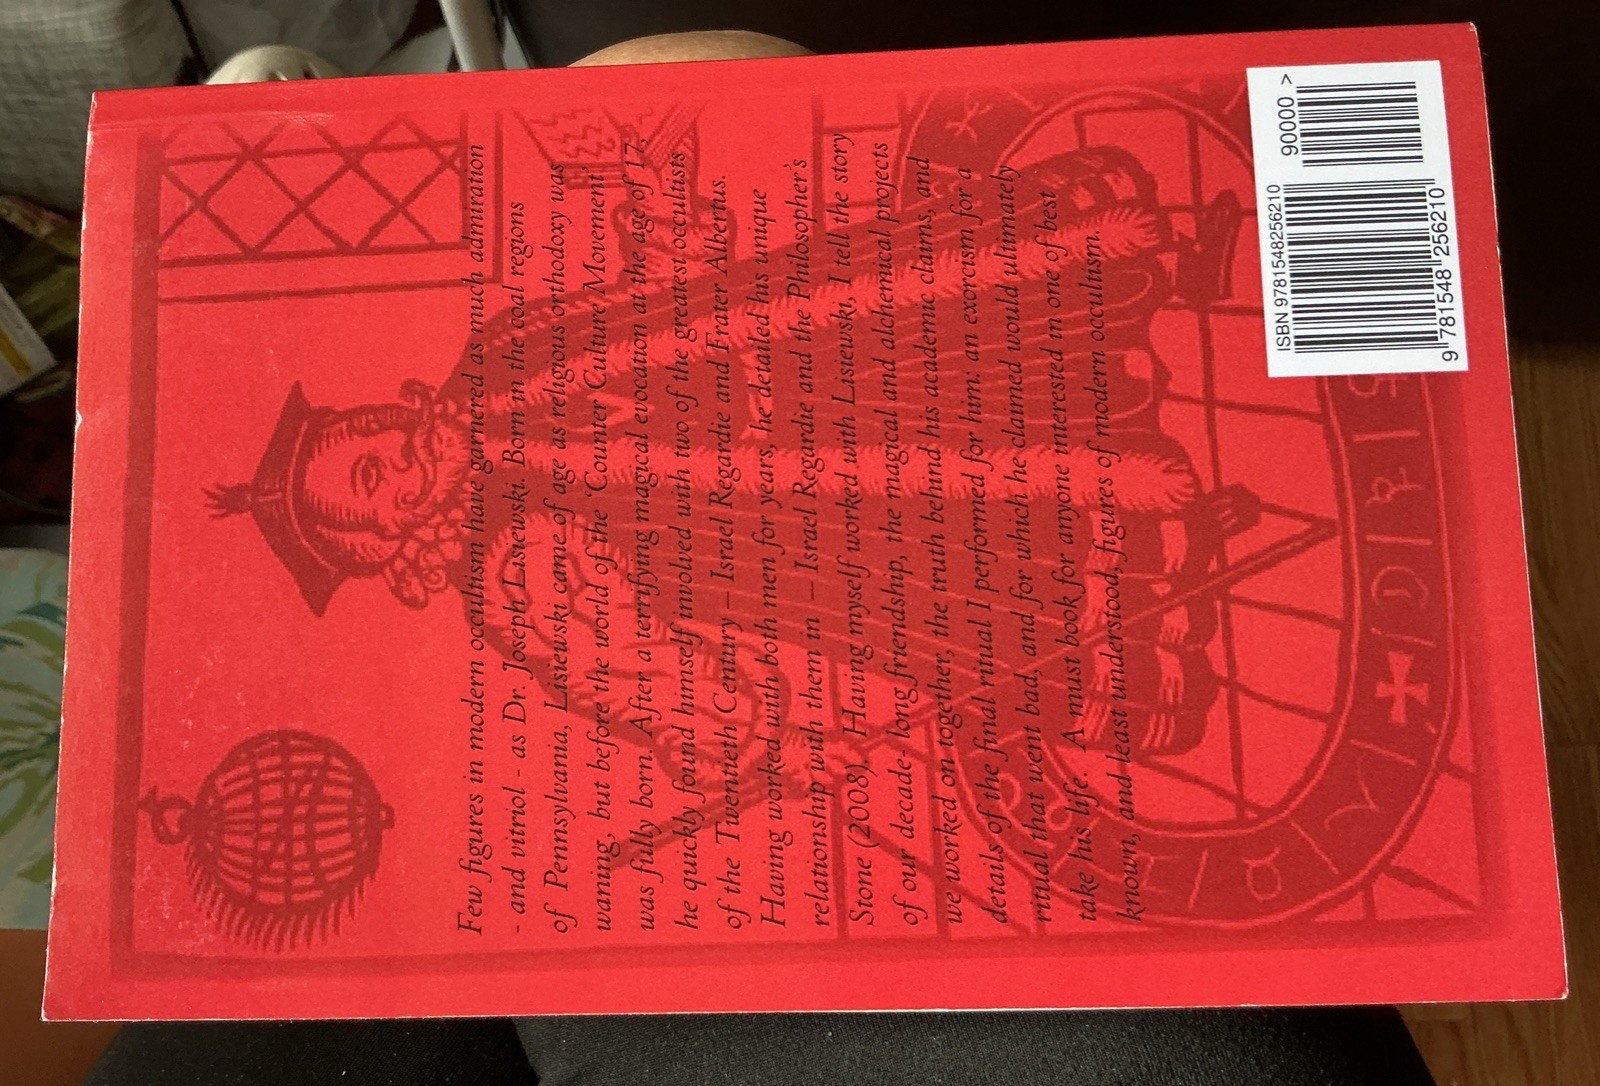 Few figures in modern occultism have garnered as much admiration
- and vitriol - as Dr. Joseph Lisiewski. Born in the coal regions
of Pennsylvania, Lisiewski came of age as religious orthodoxy was
waning, but before the world of the ‘Counter Culture Movement’
was fully born. After a terrifying magical evocation at the age of 17,
he quickly found himself involved with two of the greatest occultists
of the Twentieth Century – Israel Regardie and Frater Albertus.
Having worked with both men for years, he detailed his unique
relationship with them in – Israel Regardie and the Philosopher’s
Stone (2008). Having myself worked with Lisiewski, I tell the story
of our decade- long friendship, the magical and alchemical projects
we worked on together, the truth behind his academic claims, and
details of the final ritual I performed for him: an exorcism for a
ritual that went bad, and for which he claimed would ultimately
take his life. A must book for anyone interested in one of best
known, and least understood, figures of modern occultism.
ISBN 9781548256210
90000 >
9 781548 256210